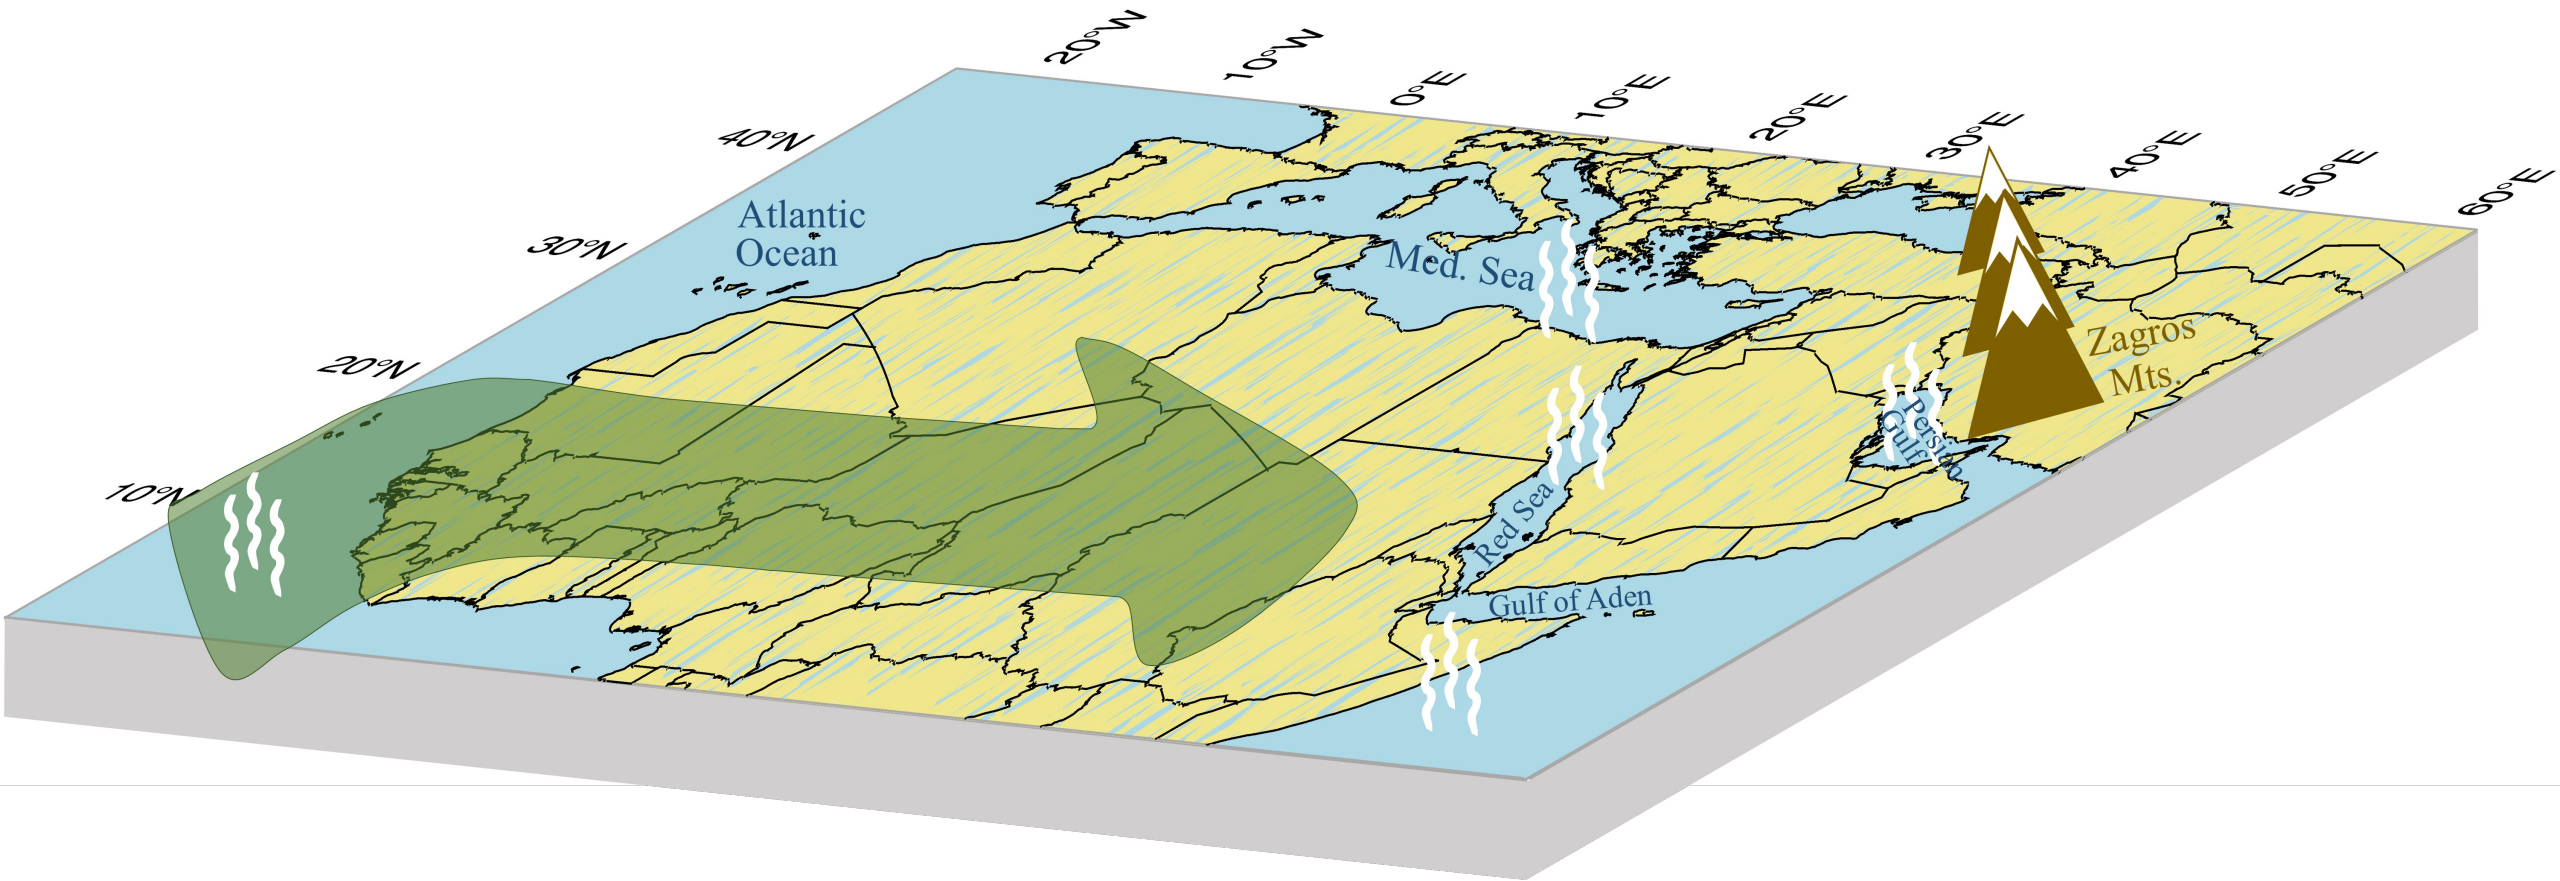 20°W
10°W
0°E
10°E
20°E
30°E
40°E
50°E
60°E
40°N
30°N
20°N
10°N
Atlantic
Ocean
Med. Sea
Zagros
Mts.
Persian
Gulf
Red Sea
Gulf of Aden